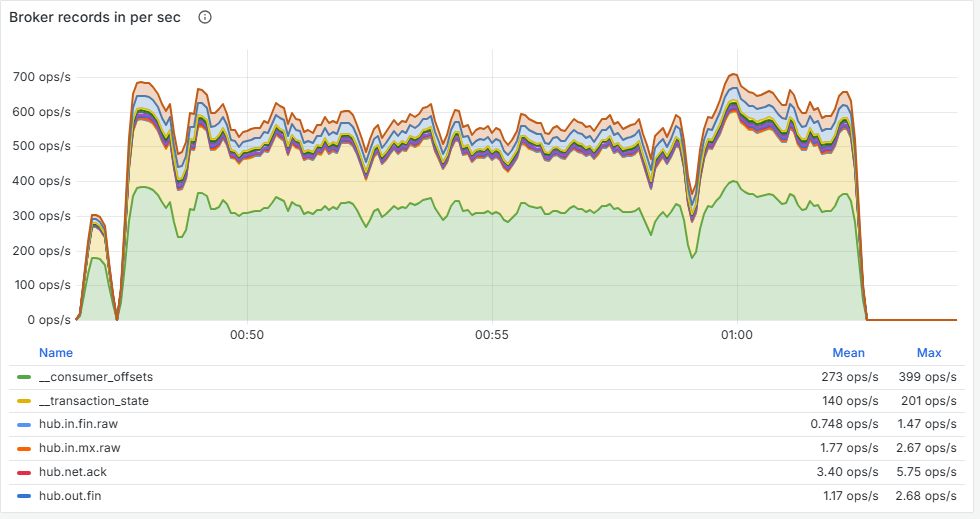 Broker records in per sec
700 ops/s
600 ops/s
500 ops/s
400 ops/s
300 ops/s
200 ops/s
100 ops/s
0 ops/s
00:50 00:55 01:00
Name Mean Max
__consumer_offsets 273 ops/s 399 ops/s
__transaction_state 140 ops/s 201 ops/s
hub.in.fin.raw 0.748 ops/s 1.47 ops/s
hub.in.mx.raw 1.77 ops/s 2.67 ops/s
hub.net.ack 3.40 ops/s 5.75 ops/s
hub.out.fin 1.17 ops/s 2.68 ops/s